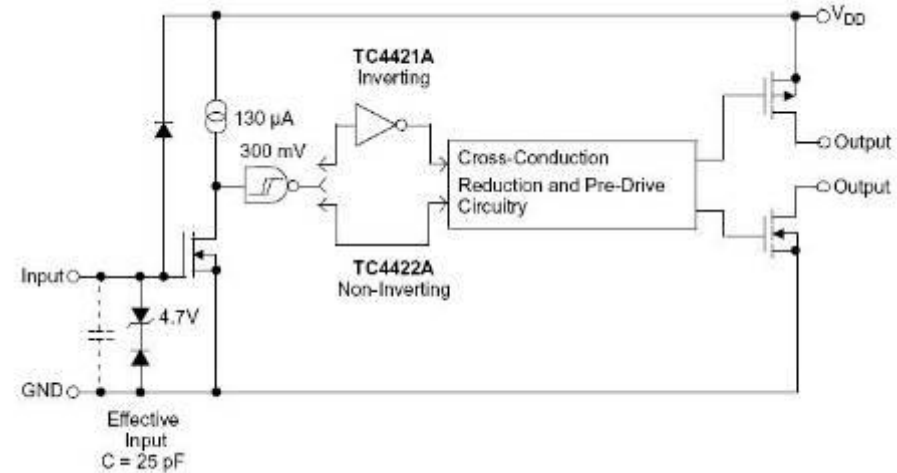 VDD
TC4421A
Inverting
130 µA
300 mV
Output
Cross-Conduction
Reduction and Pre-Drive
Circuitry
Output
Input
TC4422A
Non-Inverting
4.7V
GND
Effective
Input
C = 25 pF